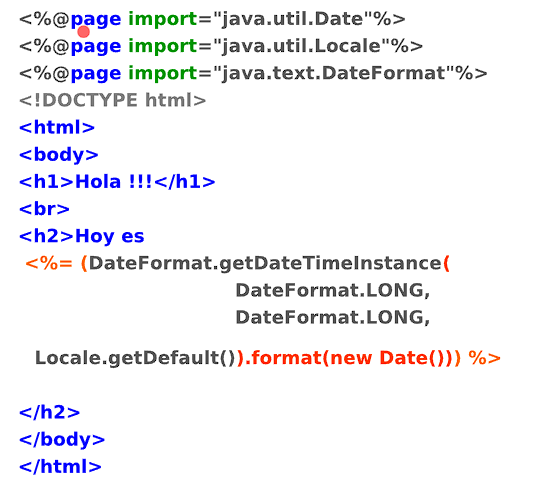 <%@page import="java.util.Date"%>
<%@page import="java.util.Locale"%>
<%@page import="java.text.DateFormat"%>
<!DOCTYPE html>
<html>
<body>
<h1>Hola !!!</h1>
<br>
<h2>Hoy es
<%= (DateFormat.getDateTimeInstance(
DateFormat.LONG,
DateFormat.LONG,
Locale.getDefault()).format(new Date())) %>
</h2>
</body>
</html>